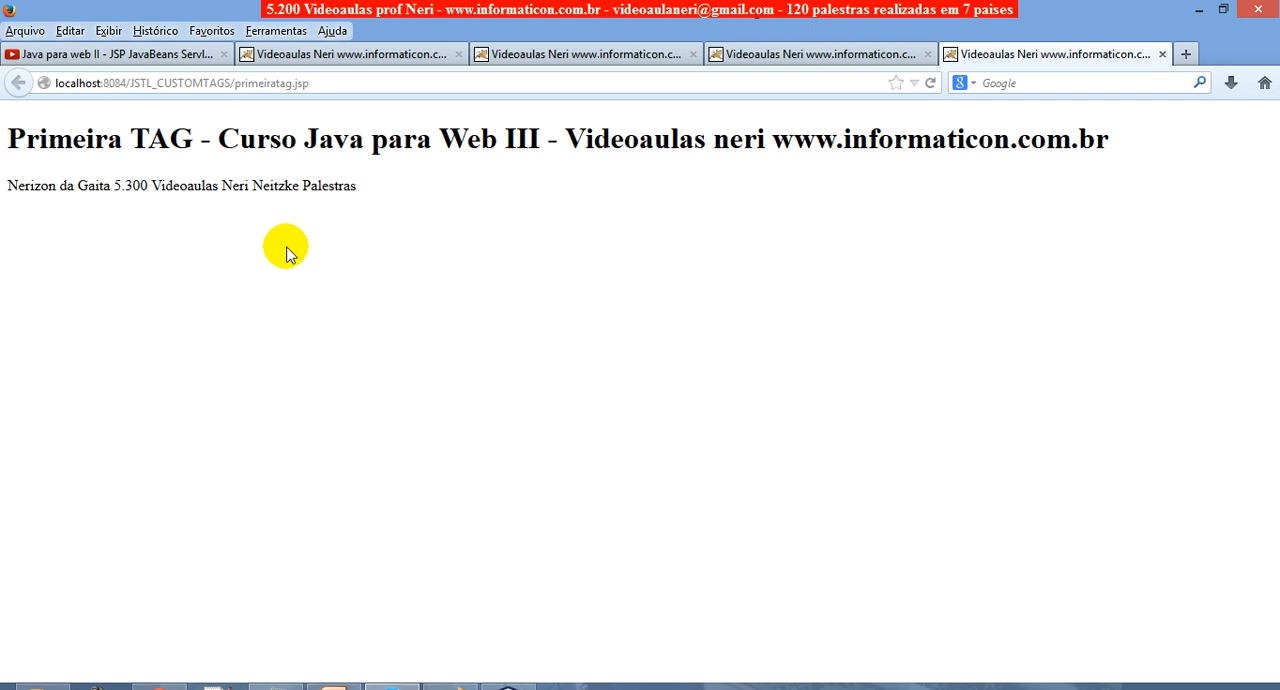 5.200 Videoaulas prof Neri - www.informaticon.com.br - videoaulaneri@gmail.com - 120 palestras realizadas em 7 paises
Arquivo Editar Exibir Histórico Favoritos Ferramentas Ajuda
Java para web II - JSP JavaBeans Servl... Videoaulas Neri www.informaticon.c... Videoaulas Neri www.informaticon.c... Videoaulas Neri www.informaticon.c... Videoaulas Neri www.informaticon.c...
localhost:8084/JSTL_CUSTOMTAGS/primeiratag.jsp 8 Google
Primeira TAG - Curso Java para Web III - Videoaulas neri www.informaticon.com.br
Nerizon da Gaita 5.300 Videoaulas Neri Neitzke Palestras